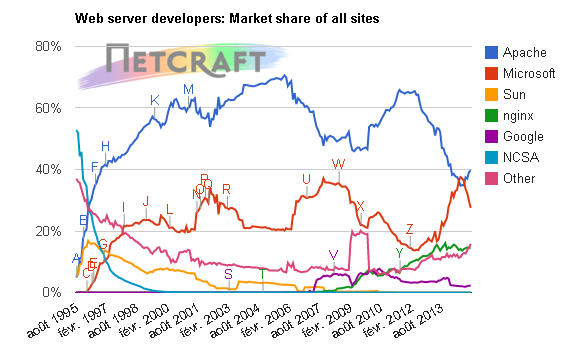 Web server developers: Market share of all sites
NETCRAFT
80%
60%
40%
20%
0%
Apache
Microsoft
Sun
nginx
Google
NCSA
Other
A
B
C
F
G
H
I
J
K
L
M
N
P
R
S
T
U
V
W
X
Y
Z
août 1995
févr. 1997
août 1998
févr. 2000
août 2001
févr. 2003
août 2004
févr. 2006
août 2007
févr. 2009
août 2010
févr. 2012
août 2013